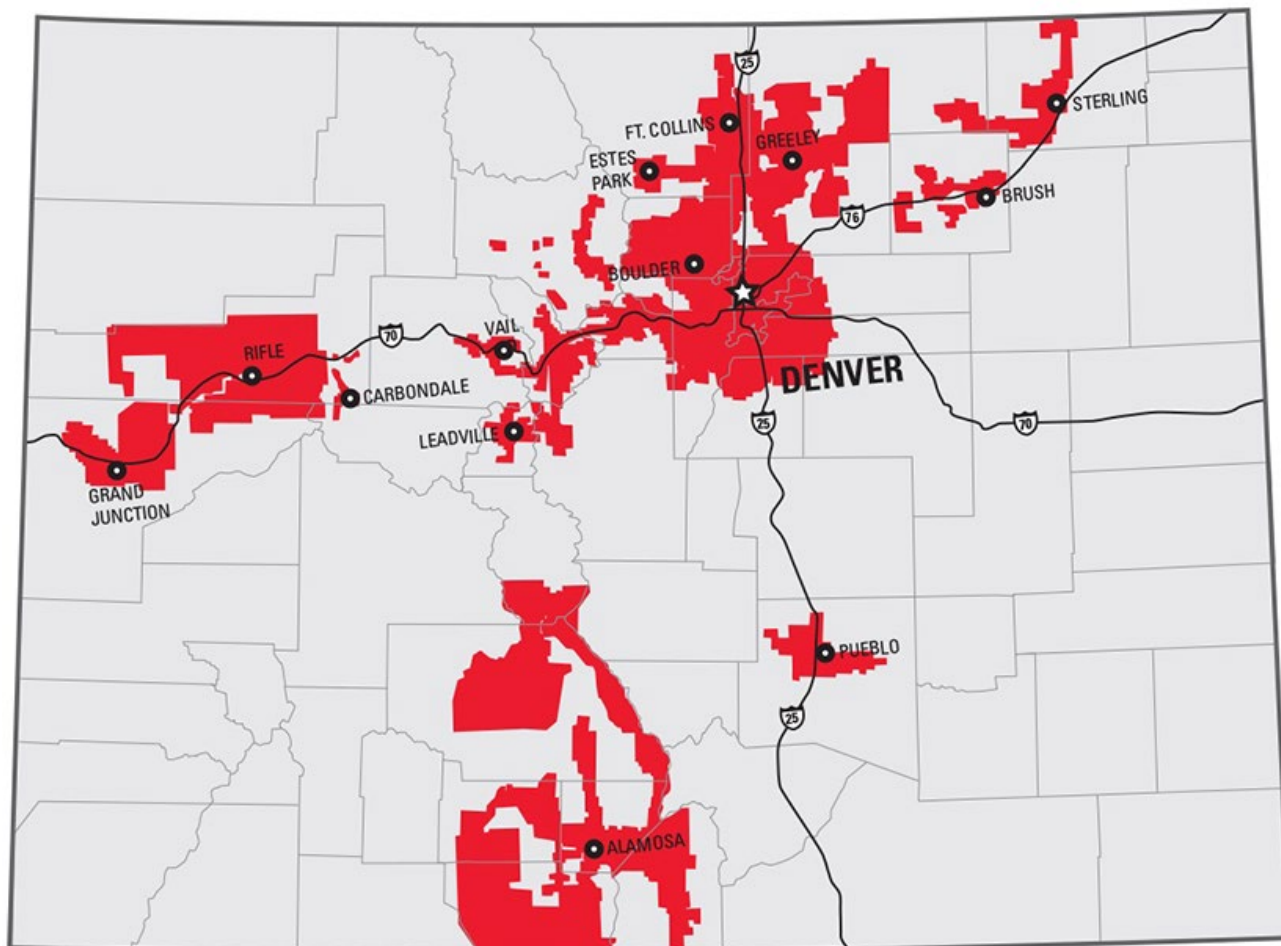 25
STERLING
FT. COLLINS
GREELEY
ESTES
PARK
BRUSH
76
BOULDER
VAIL
70
RIFLE
DENVER
CARBONDALE
25
70
LEADVILLE
GRAND
JUNCTION
PUEBLO
25
ALAMOSA